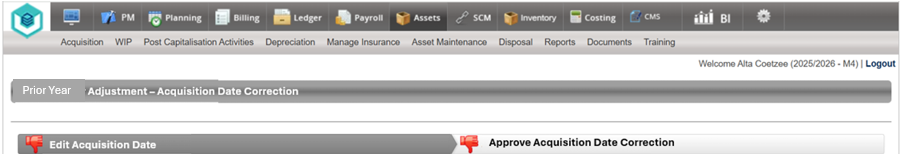 PM Planning Billing Ledger Payroll Assets SCM Inventory Costing CMS BI
Acquisition WIP Post Capitalisation Activities Depreciation Manage Insurance Asset Maintenance Disposal Reports Documents Training
Welcome Alta Coetzee (2025/2026 - M4) | Logout
Prior Year Adjustment – Acquisition Date Correction
Edit Acquisition Date Approve Acquisition Date Correction